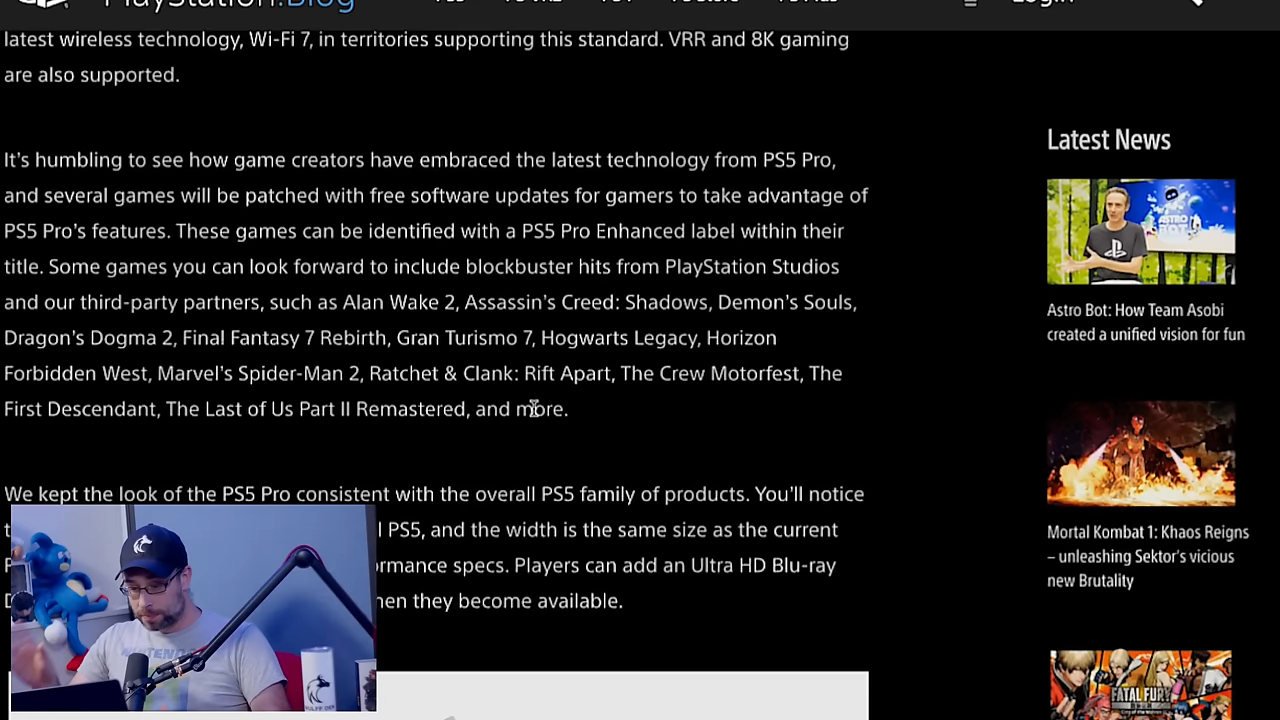 PlayStation.Blog
Login
latest wireless technology, Wi-Fi 7, in territories supporting this standard. VRR and 8K gaming
are also supported.
It’s humbling to see how game creators have embraced the latest technology from PS5 Pro,
and several games will be patched with free software updates for gamers to take advantage of
PS5 Pro’s features. These games can be identified with a PS5 Pro Enhanced label within their
title. Some games you can look forward to include blockbuster hits from PlayStation Studios
and our third-party partners, such as Alan Wake 2, Assassin’s Creed: Shadows, Demon’s Souls,
Dragon’s Dogma 2, Final Fantasy 7 Rebirth, Gran Turismo 7, Hogwarts Legacy, Horizon
Forbidden West, Marvel’s Spider-Man 2, Ratchet & Clank: Rift Apart, The Crew Motorfest, The
First Descendant, The Last of Us Part II Remastered, and more.
We kept the look of the PS5 Pro consistent with the overall PS5 family of products. You’ll notice
PS5, and the width is the same size as the current
specs. Players can add an Ultra HD Blu-ray
they become available.
Latest News
ASTRO BOT
Astro Bot: How Team Asobi
created a unified vision for fun
Mortal Kombat 1: Khaos Reigns
– unleashing Sektor’s vicious
new Brutality
FATAL FURY
NINTENDO